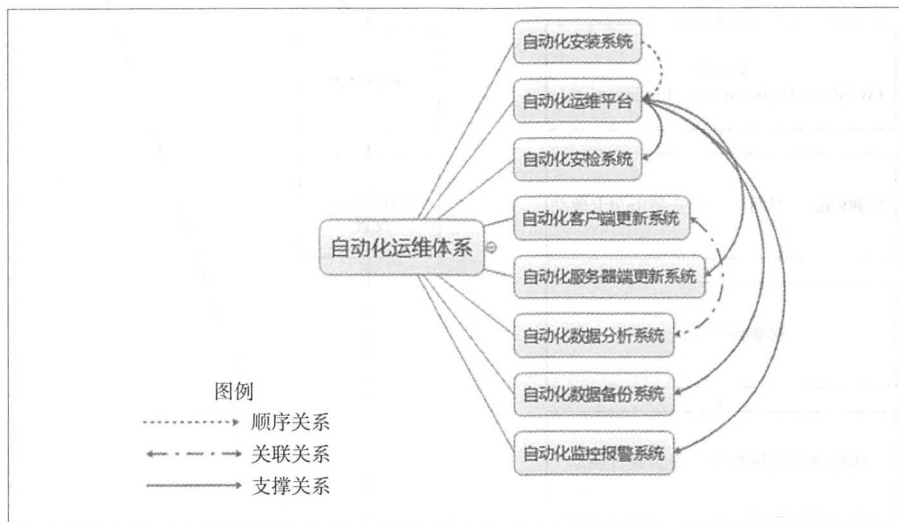 自动化安装系统
自动化运维平台
自动化安检系统
自动化客户端更新系统
自动化运维体系
自动化服务器端更新系统
自动化数据分析系统
自动化数据备份系统
自动化监控报警系统
图例
顺序关系
关联关系
支撑关系